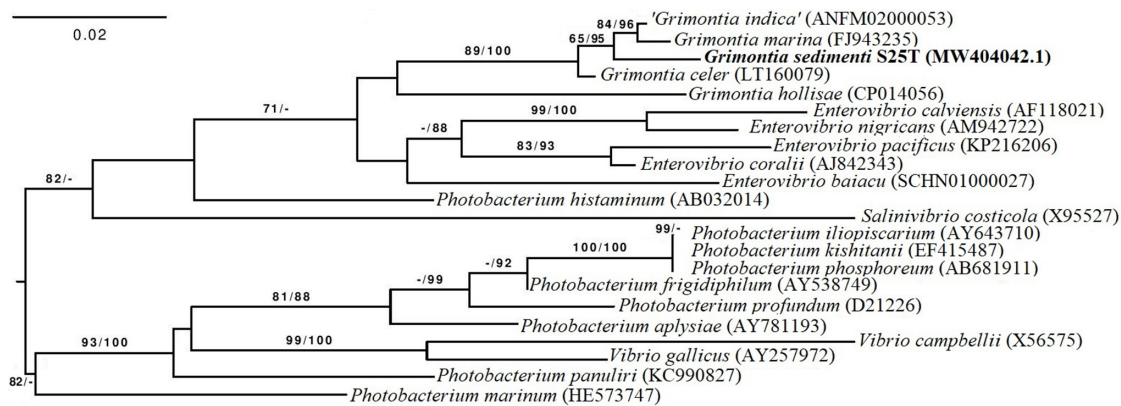 0.02
84/96
'Grimontia indica' (ANFM02000053)
65/95
Grimontia marina (FJ943235)
89/100
Grimontia sedimenti S25T (MW404042.1)
Grimontia celer (LT160079)
Grimontia hollisae (CP014056)
71/-
99/100
Enterovibrio calviensis (AF118021)
-/88
Enterovibrio nigricans (AM942722)
83/93
Enterovibrio pacificus (KP216206)
Enterovibrio coralii (AJ842343)
82/-
Enterovibrio baiacu (SCHN01000027)
Photobacterium histaminum (AB032014)
Salinivibrio costicola (X95527)
99/-
Photobacterium iliopiscarium (AY643710)
100/100
Photobacterium kishitanii (EF415487)
-/92
Photobacterium phosphoreum (AB681911)
-/99
Photobacterium frigidiphilum (AY538749)
81/88
Photobacterium profundum (D21226)
Photobacterium aplysiae (AY781193)
93/100
99/100
Vibrio campbellii (X56575)
Vibrio gallicus (AY257972)
82/-
Photobacterium panuliri (KC990827)
Photobacterium marinum (HE573747)